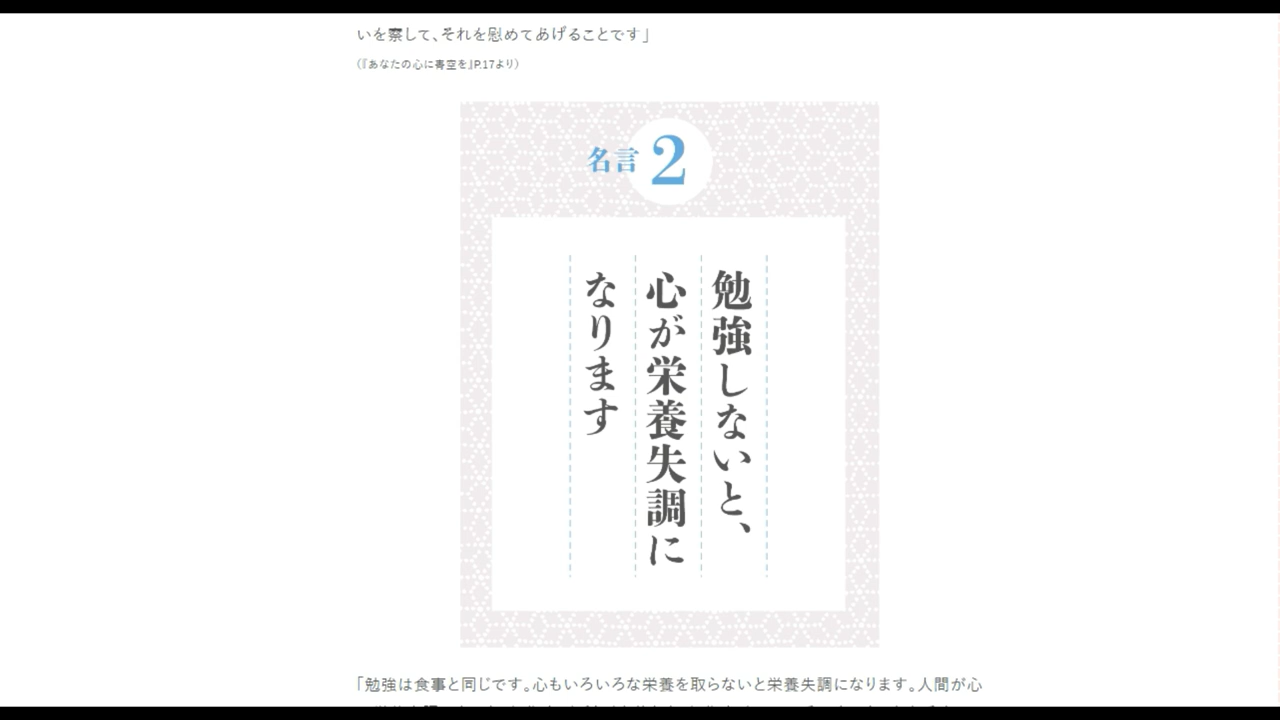 いを察して、それを慰めてあげることです」
（『あなたの心に青空を』P.17より）
名言 2
勉強しないと、
心が栄養失調に
なります
「勉強は食事と同じです。心もいろいろな栄養を取らないと栄養失調になります。人間が心